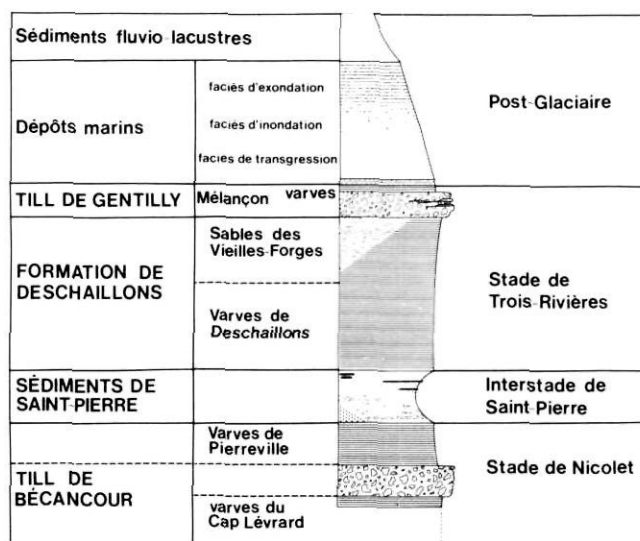 Sédiments fluvio-lacustres
Dépôts marins
faciès d'exondation
faciès d'inondation
faciès de transgression
Post-Glaciaire
TILL DE GENTILLY
Mélançon varves
FORMATION DE
DESCHAILLONS
Sables des
Vieilles-Forges
Varves de
Deschaillons
Stade de
Trois-Rivières
SÉDIMENTS DE
SAINT-PIERRE
Interstade de
Saint-Pierre
Varves de
Pierreville
Stade de Nicolet
TILL DE
BÉCANCOUR
varves du
Cap Lévrard